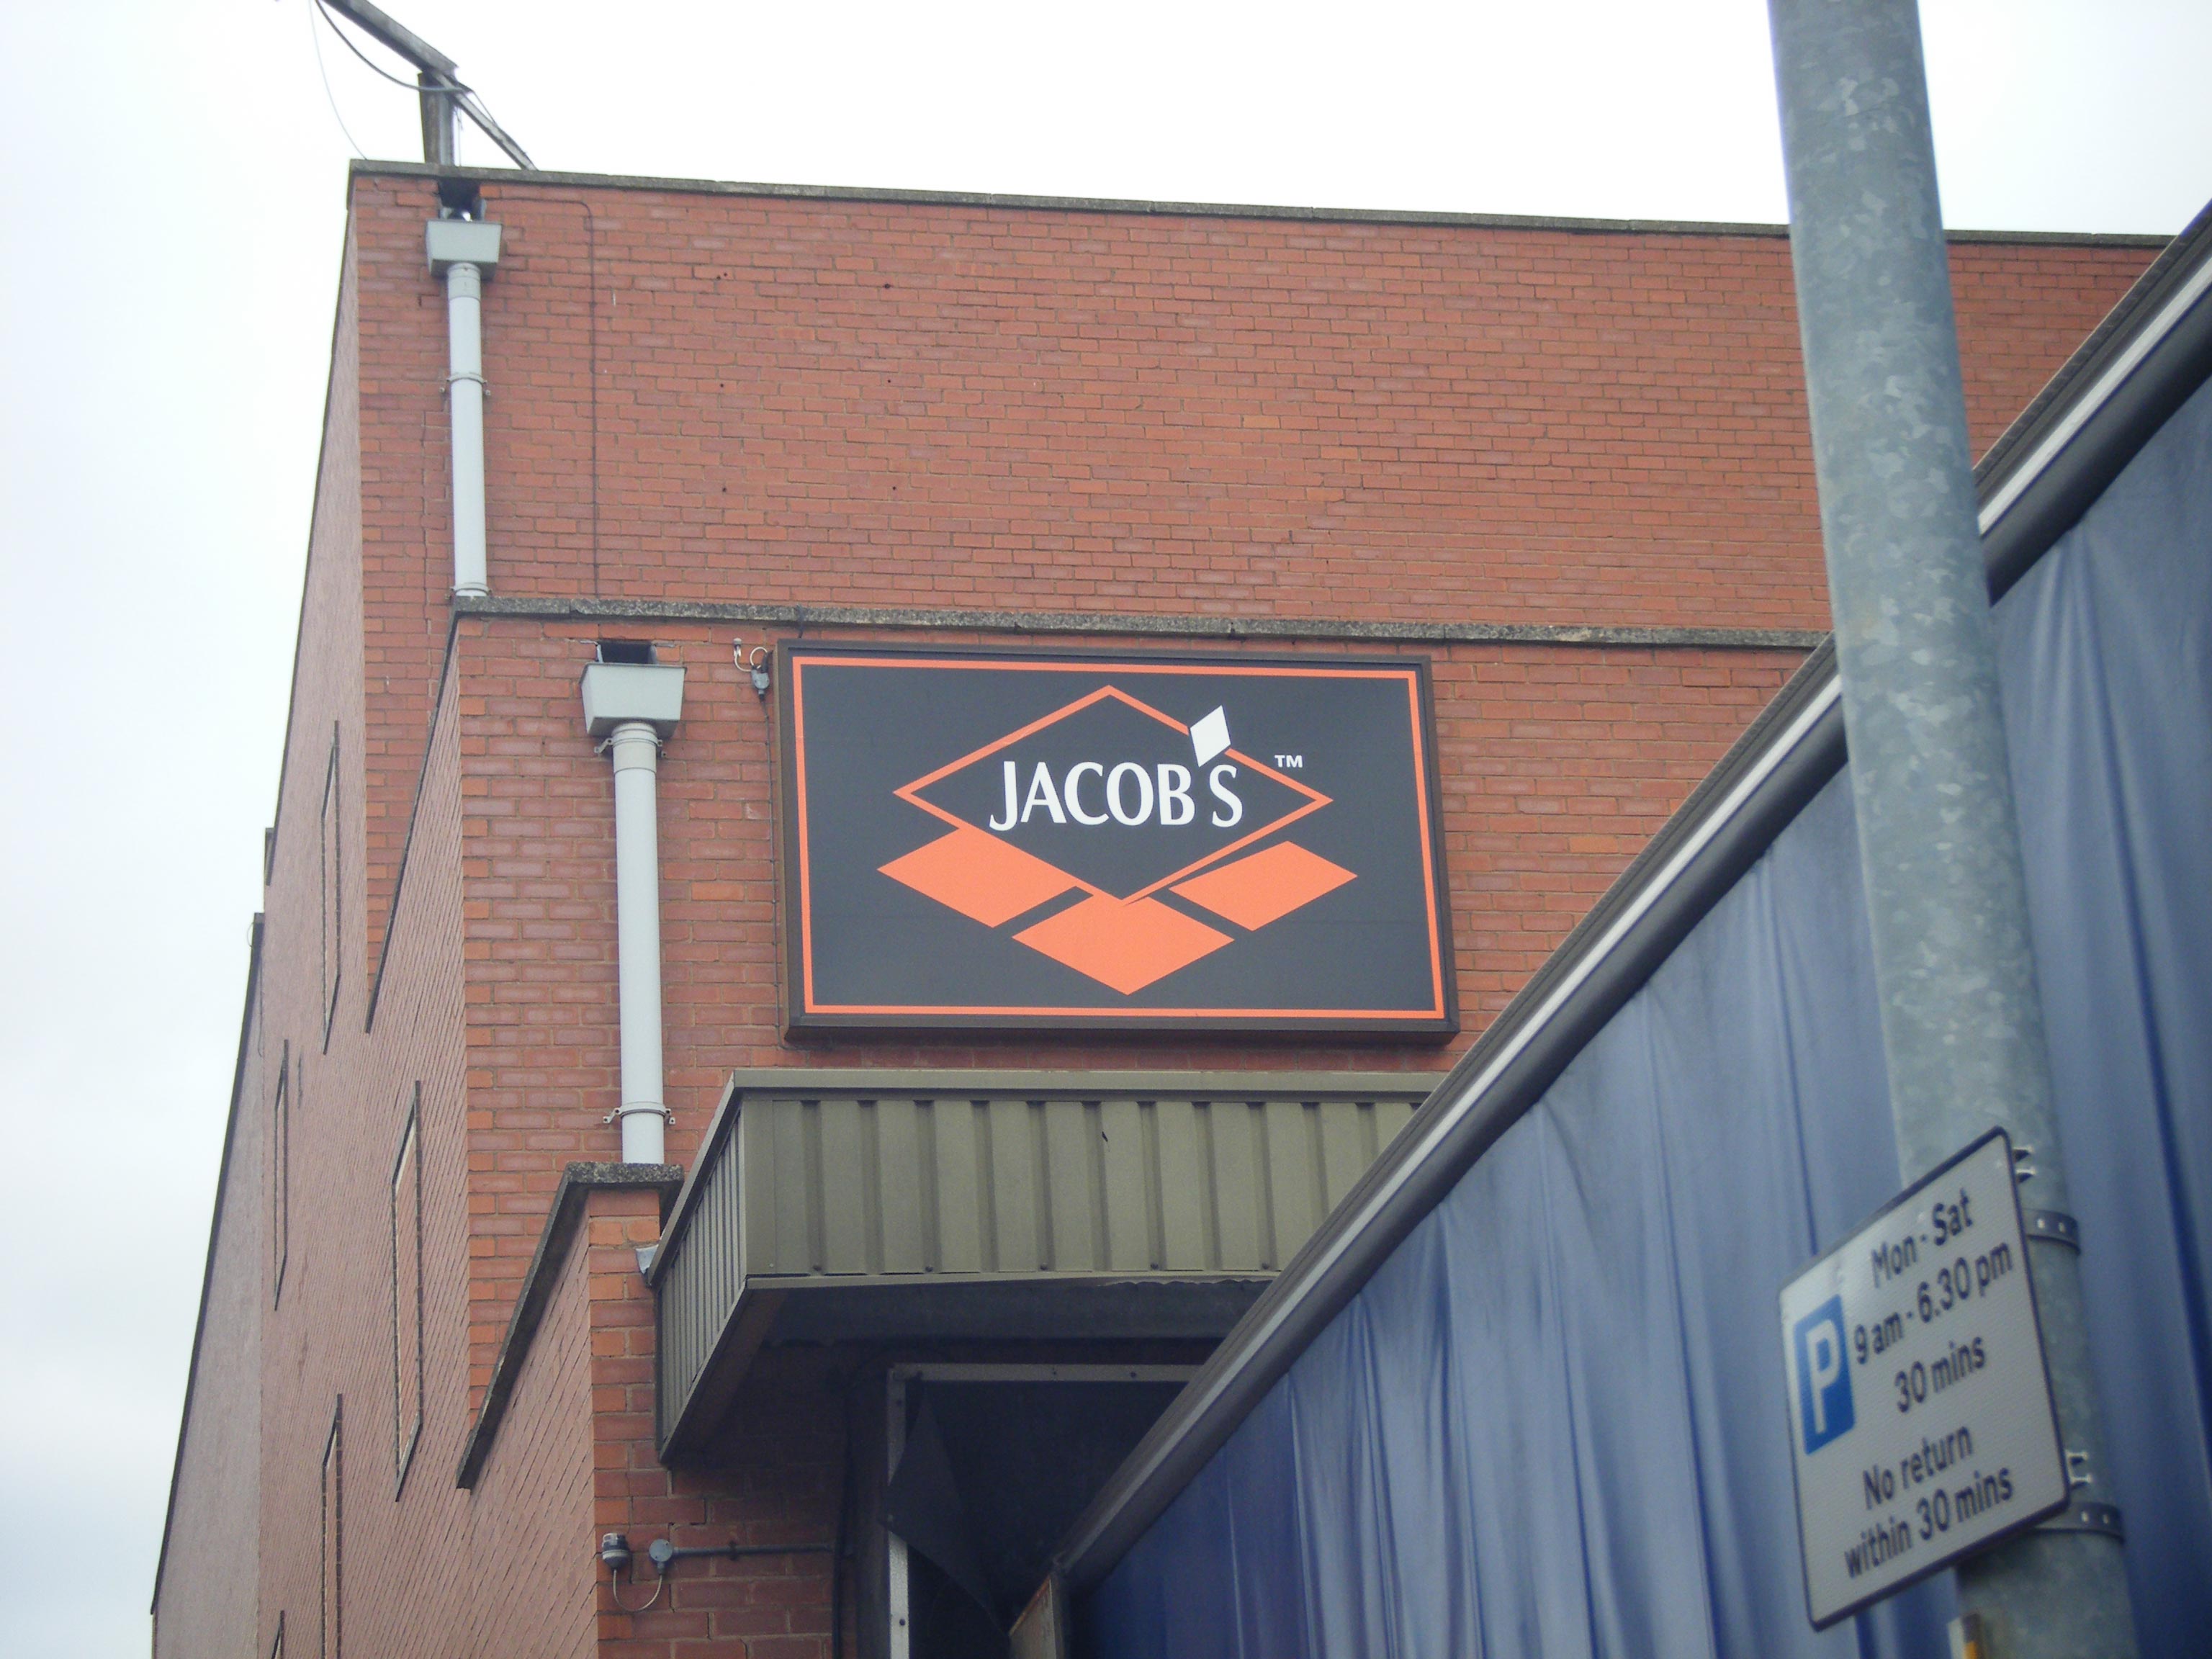 JACOB'S TM
Mon - Sat
9 am - 6.30 pm
30 mins
P
No return
within 30 mins